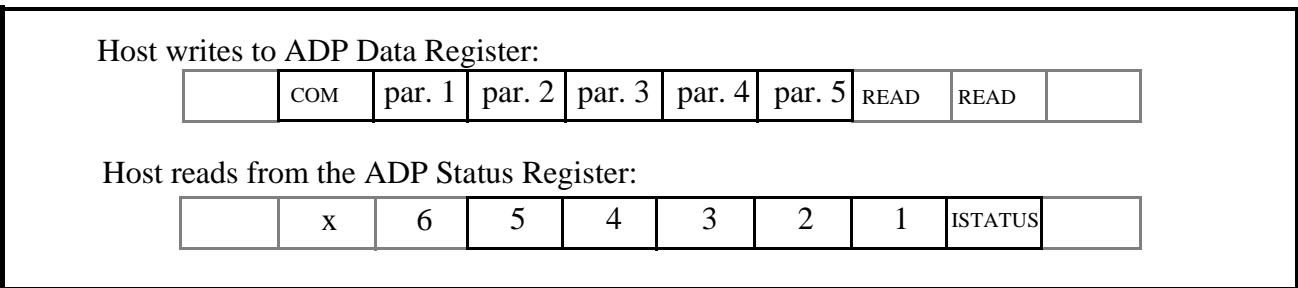 Host writes to ADP Data Register:
COM par. 1 par. 2 par. 3 par. 4 par. 5 READ READ
Host reads from the ADP Status Register:
x 6 5 4 3 2 1 ISTATUS